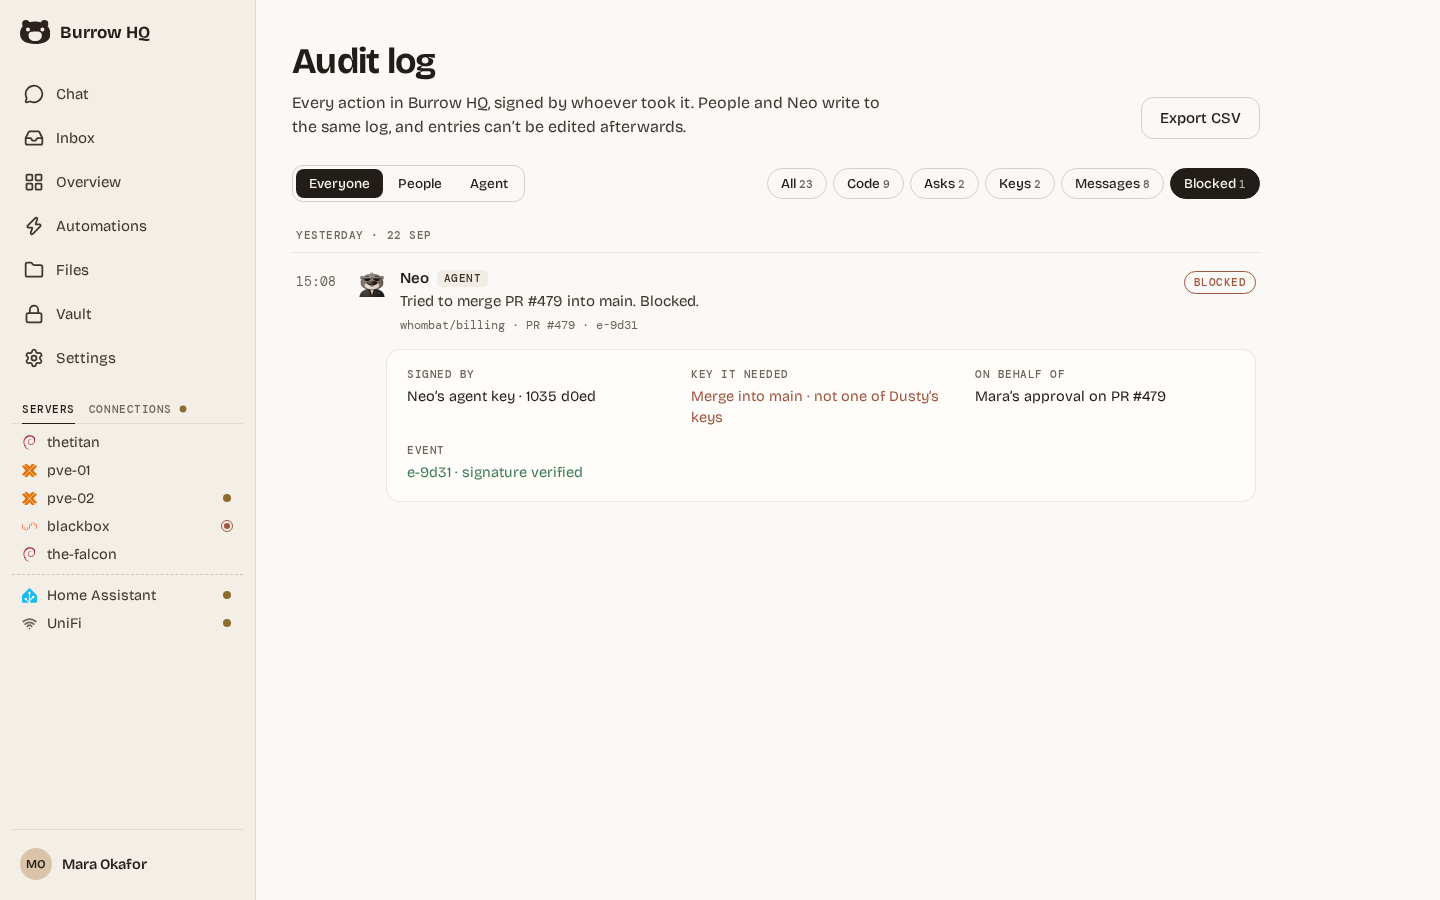 Burrow HQ
Chat
Inbox
Overview
Automations
Files
Vault
Settings
SERVERS CONNECTIONS
thetitan
pve-01
pve-02
blackbox
the-falcon
Home Assistant
UniFi
MO Mara Okafor
Audit log
Every action in Burrow HQ, signed by whoever took it. People and Neo write to
the same log, and entries can’t be edited afterwards.
Export CSV
Everyone People Agent
All 23 Code 9 Asks 2 Keys 2 Messages 8 Blocked 1
YESTERDAY · 22 SEP
15:08 Neo AGENT BLOCKED
Tried to merge PR #479 into main. Blocked.
whombat/billing · PR #479 · e-9d31
SIGNED BY
Neo’s agent key · 1035 d0ed
KEY IT NEEDED
Merge into main · not one of Dusty’s
keys
ON BEHALF OF
Mara’s approval on PR #479
EVENT
e-9d31 · signature verified